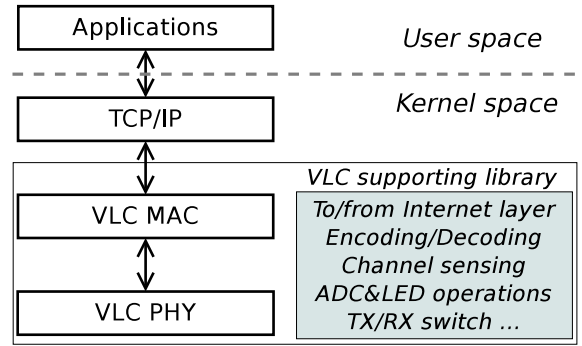 Applications
User space
Kernel space
TCP/IP
VLC supporting library
VLC MAC
To/from Internet layer
Encoding/Decoding
Channel sensing
ADC&LED operations
TX/RX switch ...
VLC PHY